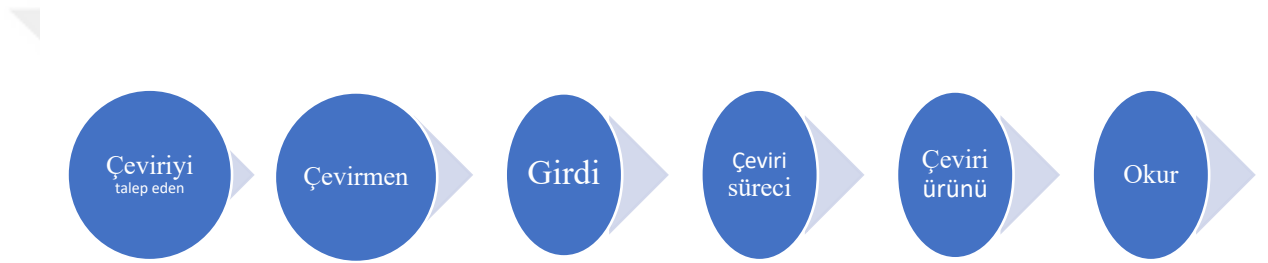 Çeviriyi
talep eden
Çevirmen
Girdi
Çeviri
süreci
Çeviri
ürünü
Okur